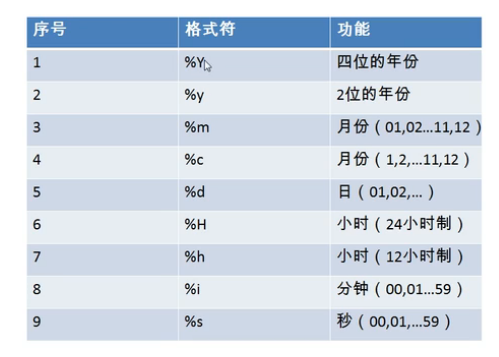 序号 格式符 功能
1 %Y 四位的年份
2 %y 2位的年份
3 %m 月份（01,02…11,12）
4 %c 月份（1,2,…11,12）
5 %d 日（01,02,…）
6 %H 小时（24小时制）
7 %h 小时（12小时制）
8 %i 分钟（00,01…59）
9 %s 秒（00,01,…59）